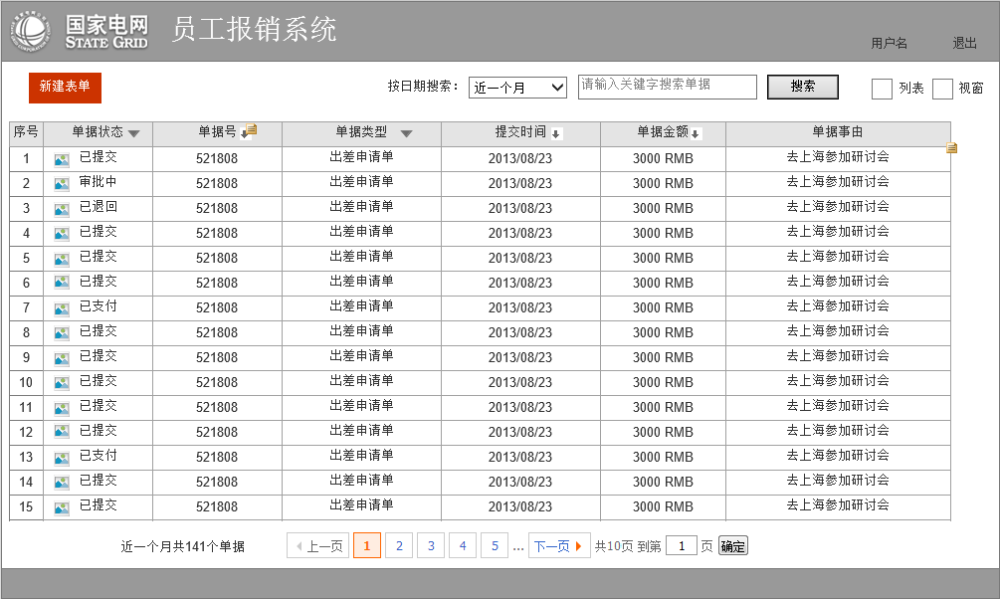 国家电网 员工报销系统
STATE GRID
用户名 退出
新建表单 按日期搜索： 近一个月 请输入关键字搜索单据 搜索 列表 视窗
序号 单据状态 单据号 单据类型 提交时间 单据金额 单据事由
1 已提交 521808 出差申请单 2013/08/23 3000 RMB 去上海参加研讨会
2 审批中 521808 出差申请单 2013/08/23 3000 RMB 去上海参加研讨会
3 已退回 521808 出差申请单 2013/08/23 3000 RMB 去上海参加研讨会
4 已提交 521808 出差申请单 2013/08/23 3000 RMB 去上海参加研讨会
5 已提交 521808 出差申请单 2013/08/23 3000 RMB 去上海参加研讨会
6 已提交 521808 出差申请单 2013/08/23 3000 RMB 去上海参加研讨会
7 已支付 521808 出差申请单 2013/08/23 3000 RMB 去上海参加研讨会
8 已提交 521808 出差申请单 2013/08/23 3000 RMB 去上海参加研讨会
9 已提交 521808 出差申请单 2013/08/23 3000 RMB 去上海参加研讨会
10 已提交 521808 出差申请单 2013/08/23 3000 RMB 去上海参加研讨会
11 已提交 521808 出差申请单 2013/08/23 3000 RMB 去上海参加研讨会
12 已提交 521808 出差申请单 2013/08/23 3000 RMB 去上海参加研讨会
13 已支付 521808 出差申请单 2013/08/23 3000 RMB 去上海参加研讨会
14 已提交 521808 出差申请单 2013/08/23 3000 RMB 去上海参加研讨会
15 已提交 521808 出差申请单 2013/08/23 3000 RMB 去上海参加研讨会
近一个月共141个单据 上一页 1 2 3 4 5 ... 下一页 共10页 到第 1 页 确定